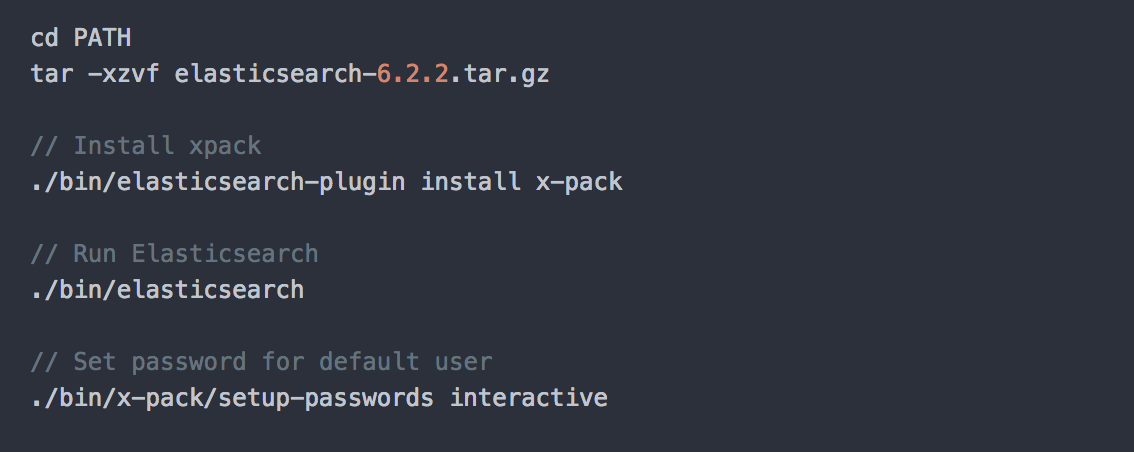 cd PATH
tar -xzvf elasticsearch-6.2.2.tar.gz
// Install xpack
./bin/elasticsearch-plugin install x-pack
// Run Elasticsearch
./bin/elasticsearch
// Set password for default user
./bin/x-pack/setup-passwords interactive